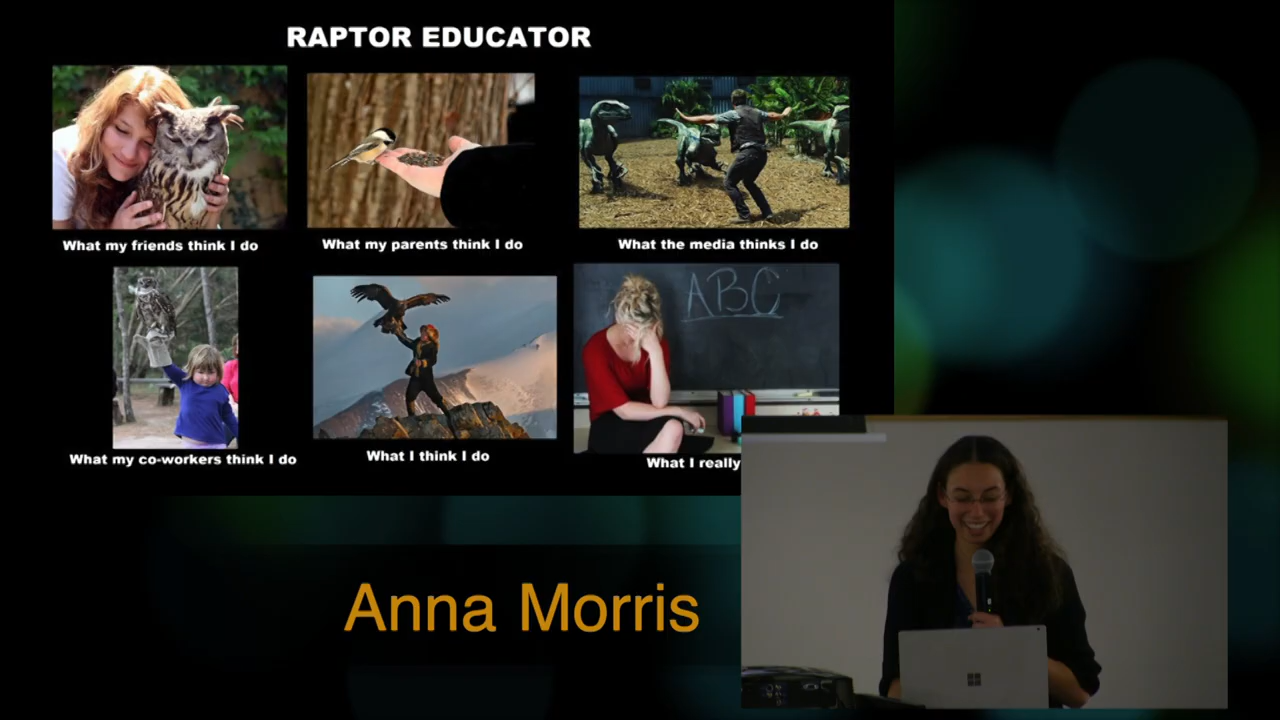 RAPTOR EDUCATOR
What my friends think I do
What my parents think I do
What the media thinks I do
ABC
What my co-workers think I do
What I think I do
What I really
Anna Morris